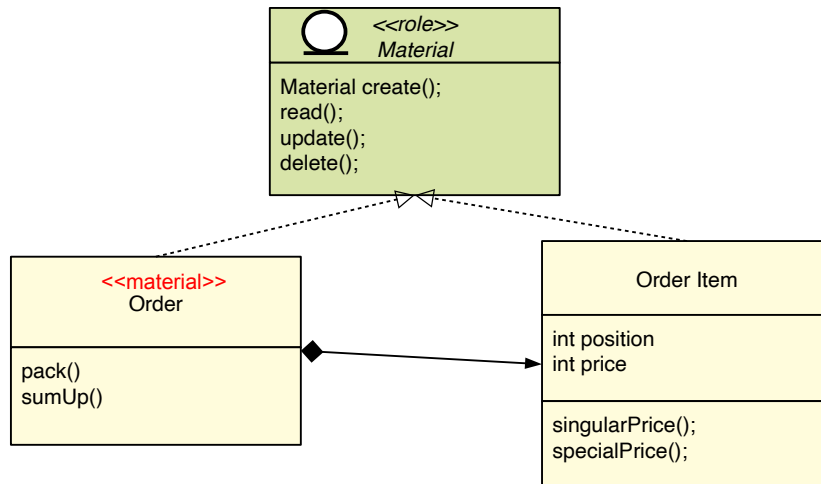 <<role>>
Material
Material create();
read();
update();
delete();
<<material>>
Order
pack()
sumUp()
Order Item
int position
int price
singularPrice();
specialPrice();